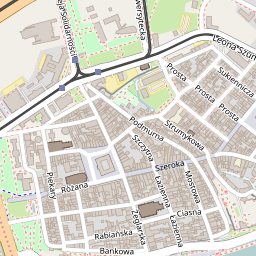 Solidarności
Leona Szum
Prosta
Sukiennicza
Prosta
Prosta
Podmurna
Strumykowa
Szczytna
Szeroka
Piekary
Różana
Łazienna
Mostowa
Żeglarska
Ciasna
Łazienna
Rabiańska
Bankowa